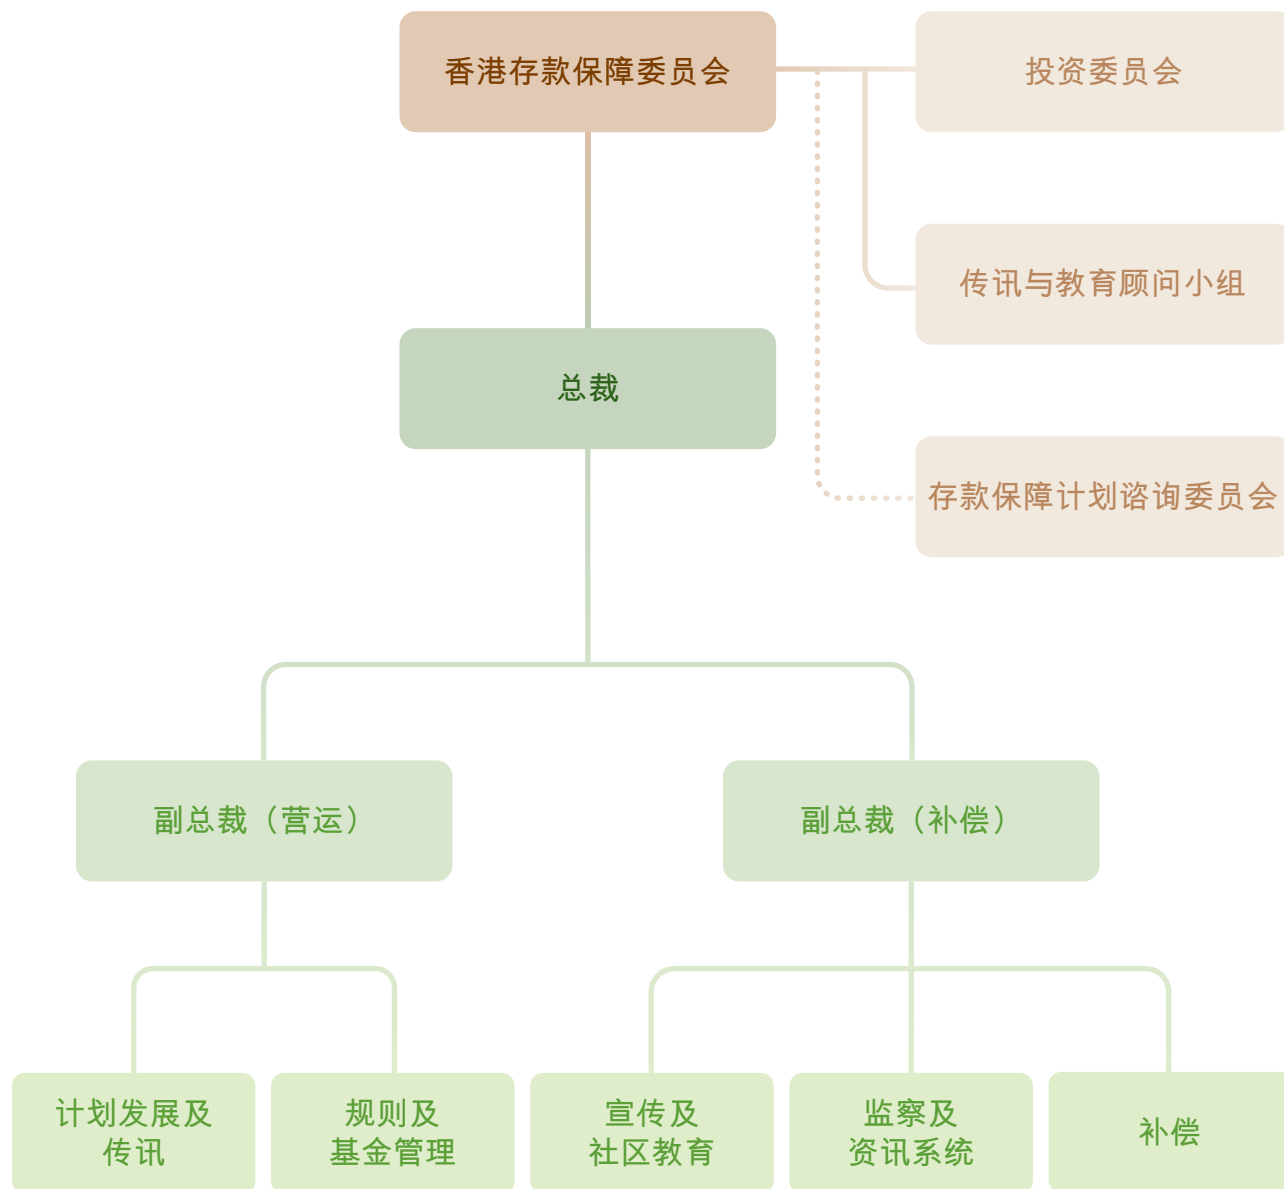 香港存款保障委员会
投资委员会
传讯与教育顾问小组
总裁
存款保障计划谘询委员会
副总裁（营运）
副总裁（补偿）
计划发展及
传讯
规则及
基金管理
宣传及
社区教育
监察及
资讯系统
补偿